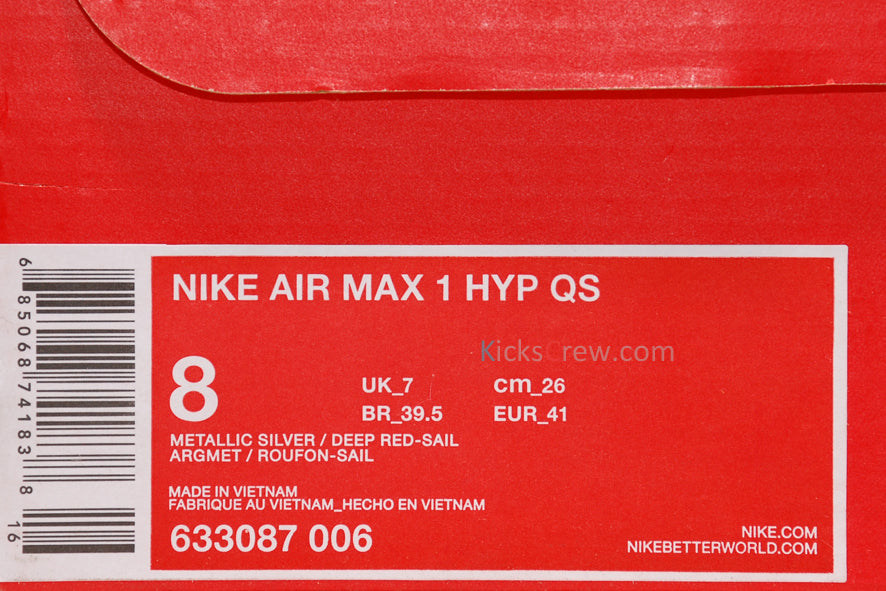 NIKE AIR MAX 1 HYP QS
KicksCrew.com
8
UK_7 cm_26
BR_39.5 EUR_41
METALLIC SILVER / DEEP RED-SAIL
ARGMET / ROUFON-SAIL
MADE IN VIETNAM
FABRIQUE AU VIETNAM_HECHO EN VIETNAM
633087 006
NIKE.COM
NIKEBETTERWORLD.COM
6 85068 74183 8 16